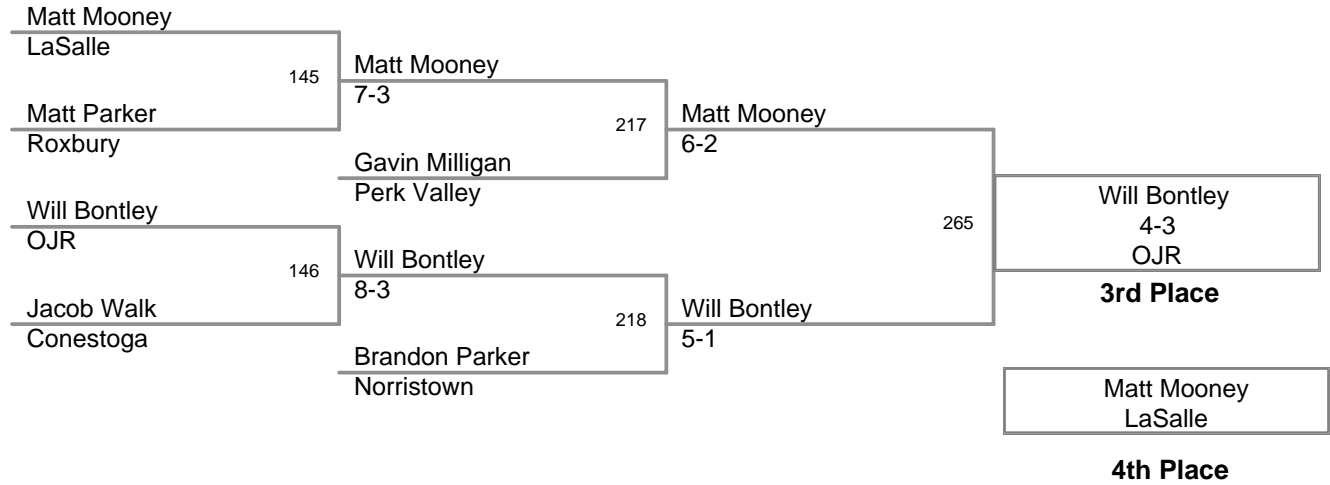 Matt Mooney
LaSalle
145
Matt Parker
Roxbury
Will Bontley
OJR
146
Jacob Walk
Conestoga
Matt Mooney
7-3
217
Gavin Milligan
Perk Valley
Will Bontley
8-3
218
Brandon Parker
Norristown
Matt Mooney
6-2
265
Will Bontley
5-1
Will Bontley
4-3
OJR
3rd Place
Matt Mooney
LaSalle
4th Place